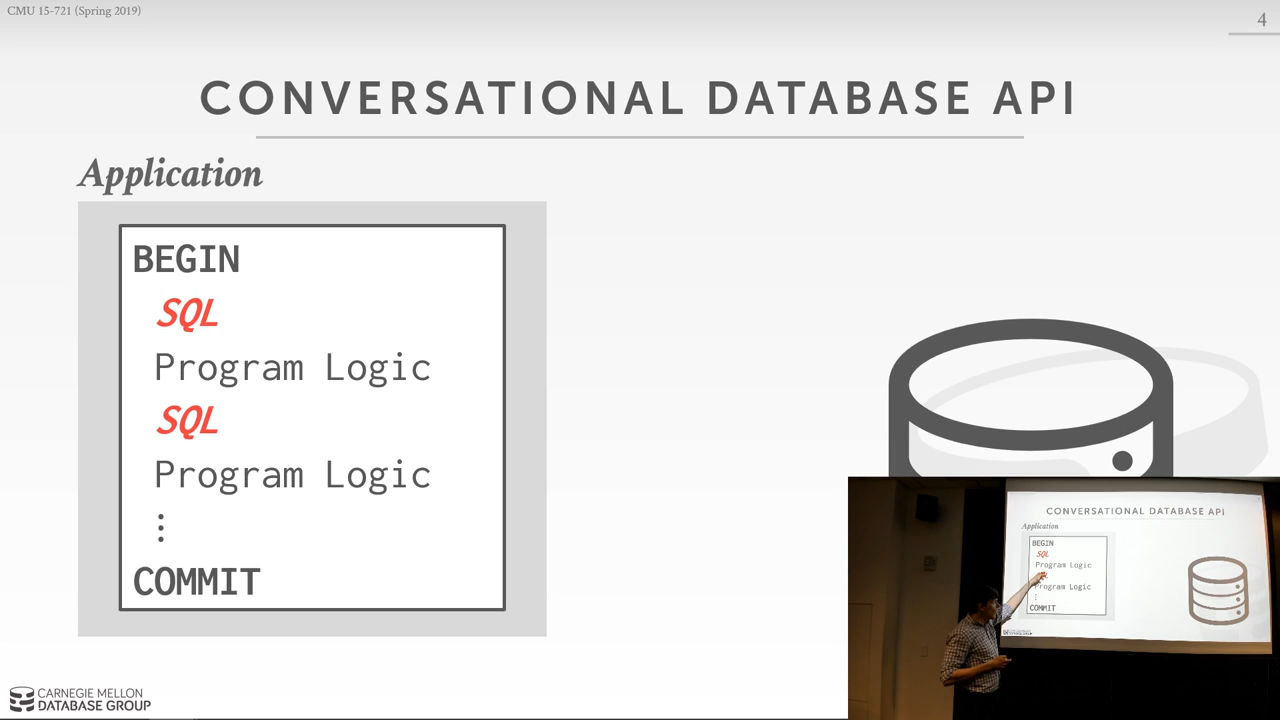 CMU 15-721 (Spring 2019)
4
CONVERSATIONAL DATABASE API
Application
BEGIN
SQL
Program Logic
SQL
Program Logic
⋮
COMMIT
CARNEGIE MELLON
DATABASE GROUP
CONVERSATIONAL DATABASE API
Application
BEGIN
SQL
Program Logic
Program Logic
⋮
COMMIT